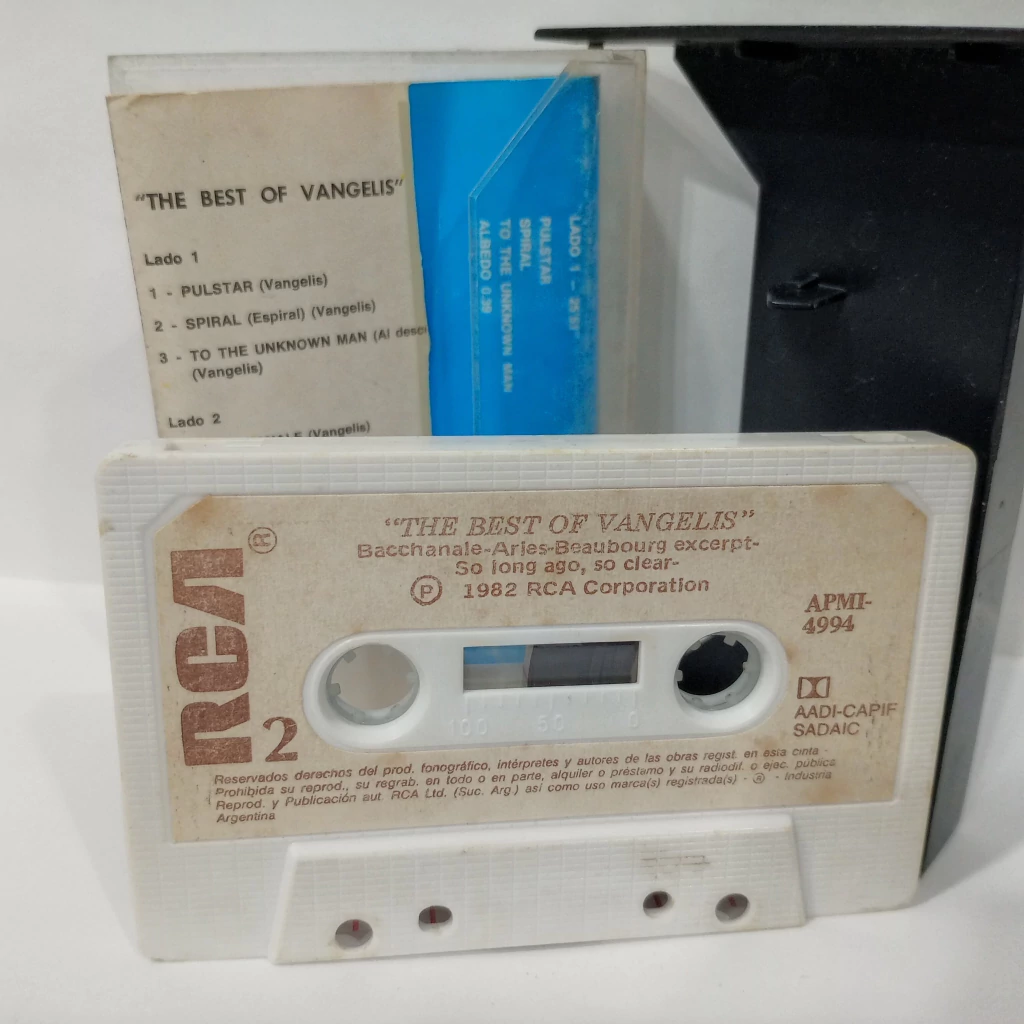 "THE BEST OF VANGELIS"
Lado 1
1 - PULSTAR (Vangelis)
2 - SPIRAL (Espiral) (Vangelis)
3 - TO THE UNKNOWN MAN (Al
(Vangelis)
Lado 2
(Vangelis)
LADO 1 -
PULSTAR
SPIRAL
TO THE UNKNOWN MAN
ALBEDO 0.39
"THE BEST OF VANGELIS"
Bacchanale-Aries-Beaubourg excerpt-
So long ago, so clear-
Ⓟ 1982 RCA Corporation
RCA ®
APMI-
4994
2
100 50 0
AADI-CAPIF
SADAIC
Reservados derechos del prod. fonográfico, intérpretes y autores de las obras regist. en esta cinta -
Prohibida su reprod., su regrab. en todo o en parte, alquiler o préstamo y su radiodif. o ejec. pública
Reprod. y Publicación aut. RCA Ltd. (Suc. Arg.) así como uso marca(s) registrada(s) - ® - Industria
Argentina